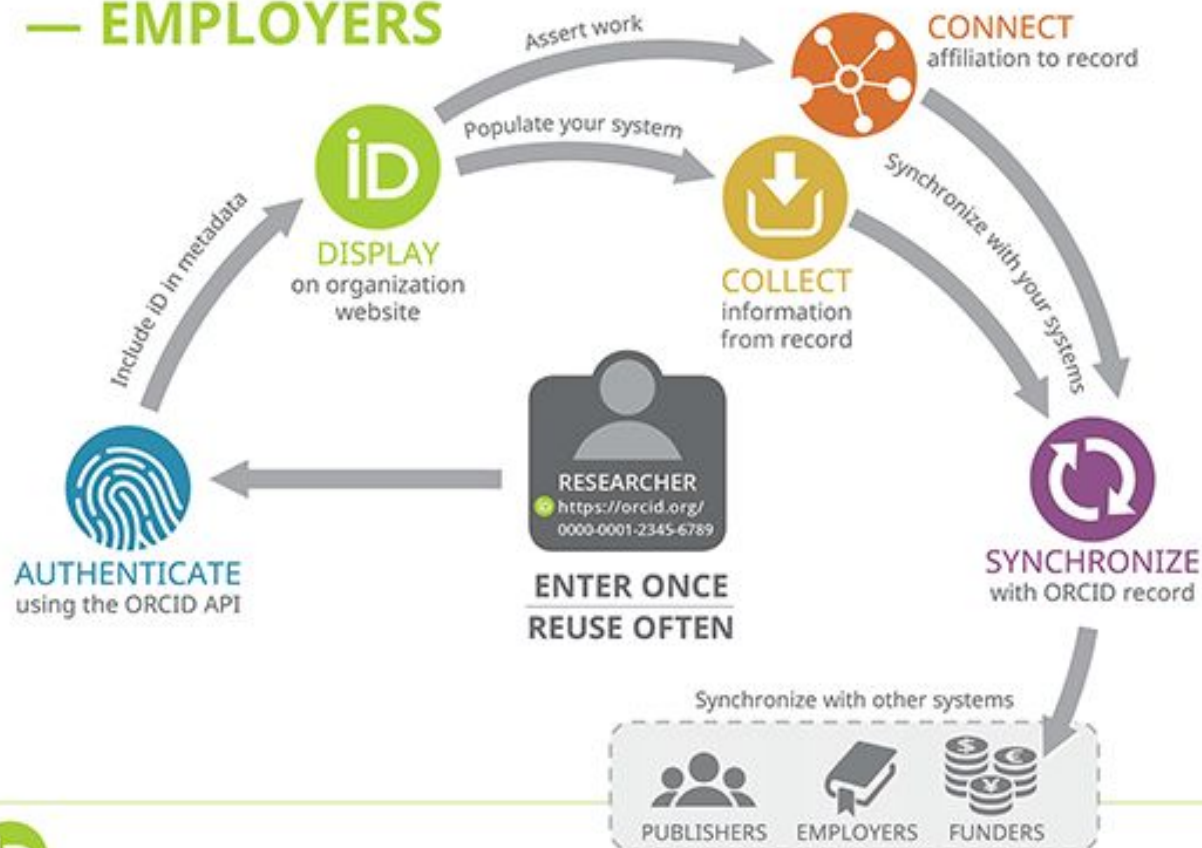 — EMPLOYERS
Assert work
CONNECT
affiliation to record
Populate your system
iD
Synchronize with your systems
Include iD in metadata
DISPLAY
on organization
website
COLLECT
information
from record
RESEARCHER
iD https://orcid.org/
0000-0001-2345-6789
AUTHENTICATE
using the ORCID API
SYNCHRONIZE
with ORCID record
ENTER ONCE
REUSE OFTEN
Synchronize with other systems
$ € ¥
PUBLISHERS EMPLOYERS FUNDERS